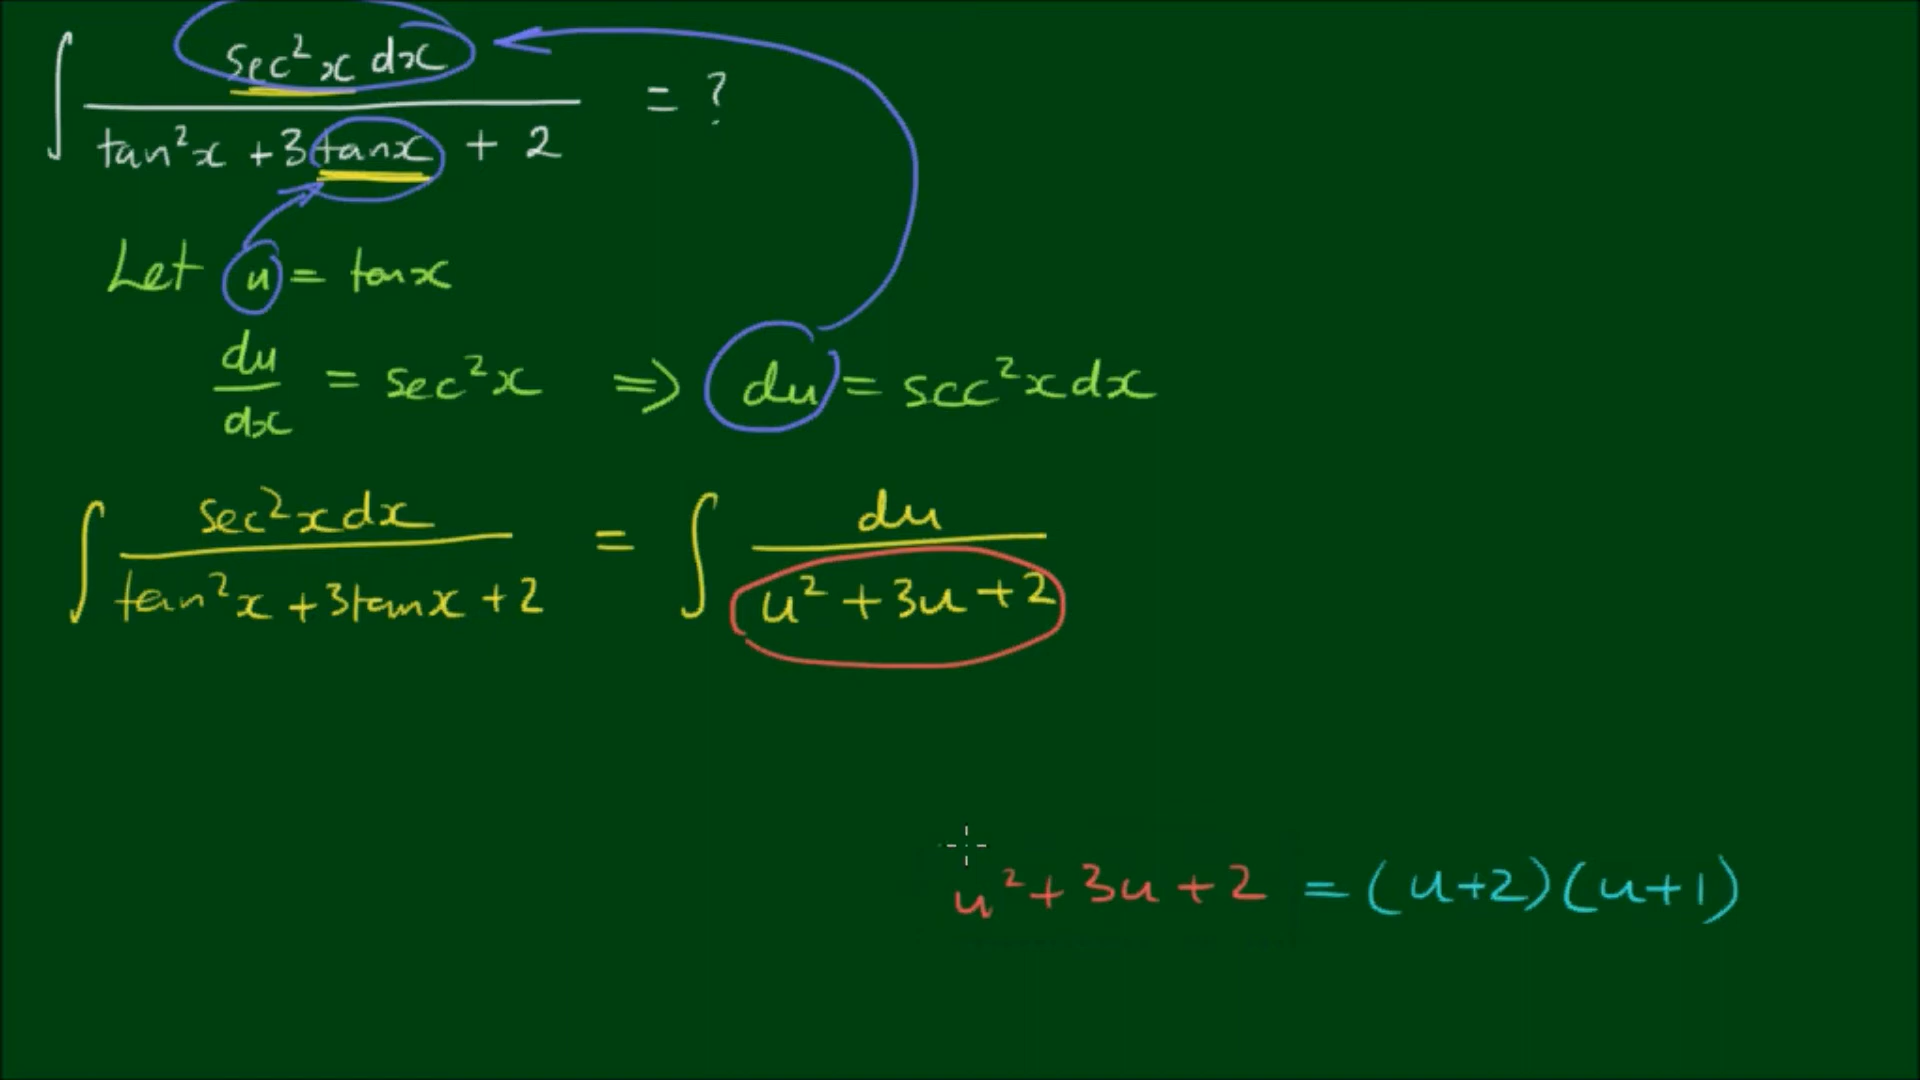 ∫ sec²x dx / (tan²x + 3tanx + 2) = ?
Let u = tanx
du/dx = sec²x ⇒ du = sec²x dx
∫ sec²x dx / (tan²x + 3tanx + 2) = ∫ du / (u² + 3u + 2)
u² + 3u + 2 = (u+2)(u+1)